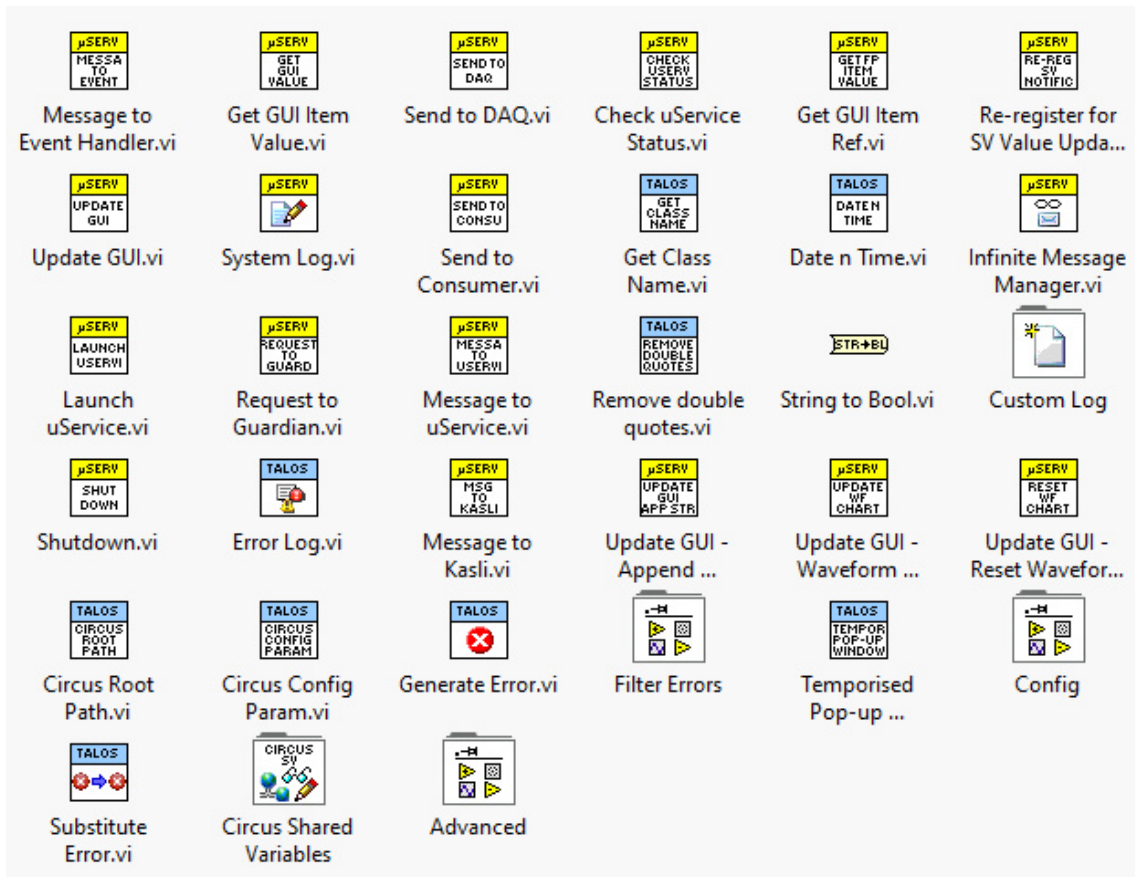 µSERV
MESSA
TO
EVENT
Message to
Event Handler.vi
µSERV
GET
GUI
VALUE
Get GUI Item
Value.vi
µSERV
SEND TO
DAQ
Send to DAQ.vi
µSERV
CHECK
USERV
STATUS
Check uService
Status.vi
µSERV
GET FP
ITEM
VALUE
Get GUI Item
Ref.vi
µSERV
RE-REG
SV
NOTIFIC
Re-register for
SV Value Upda...
µSERV
UPDATE
GUI
Update GUI.vi
µSERV
System Log.vi
µSERV
SEND TO
CONSU
Send to
Consumer.vi
TALOS
GET
CLASS
NAME
Get Class
Name.vi
TALOS
DATE N
TIME
Date n Time.vi
µSERV
Infinite Message
Manager.vi
µSERV
LAUNCH
USERVI
Launch
uService.vi
µSERV
REQUEST
TO
GUARD
Request to
Guardian.vi
µSERV
MESSA
TO
USERVI
Message to
uService.vi
TALOS
REMOVE
DOUBLE
QUOTES
Remove double
quotes.vi
STR→BL
String to Bool.vi
Custom Log
µSERV
SHUT
DOWN
Shutdown.vi
TALOS
Error Log.vi
µSERV
MSG
TO
KASLI
Message to
Kasli.vi
µSERV
UPDATE
GUI
APP STR
Update GUI -
Append ...
µSERV
UPDATE
WF
CHART
Update GUI -
Waveform ...
µSERV
RESET
WF
CHART
Update GUI -
Reset Wavefor...
TALOS
CIRCUS
ROOT
PATH
Circus Root
Path.vi
TALOS
CIRCUS
CONFIG
PARAM
Circus Config
Param.vi
TALOS
Generate Error.vi
Filter Errors
TALOS
TEMPOR
POP-UP
WINDOW
Temporised
Pop-up ...
Config
TALOS
Substitute
Error.vi
CIRCUS
SV
Circus Shared
Variables
Advanced